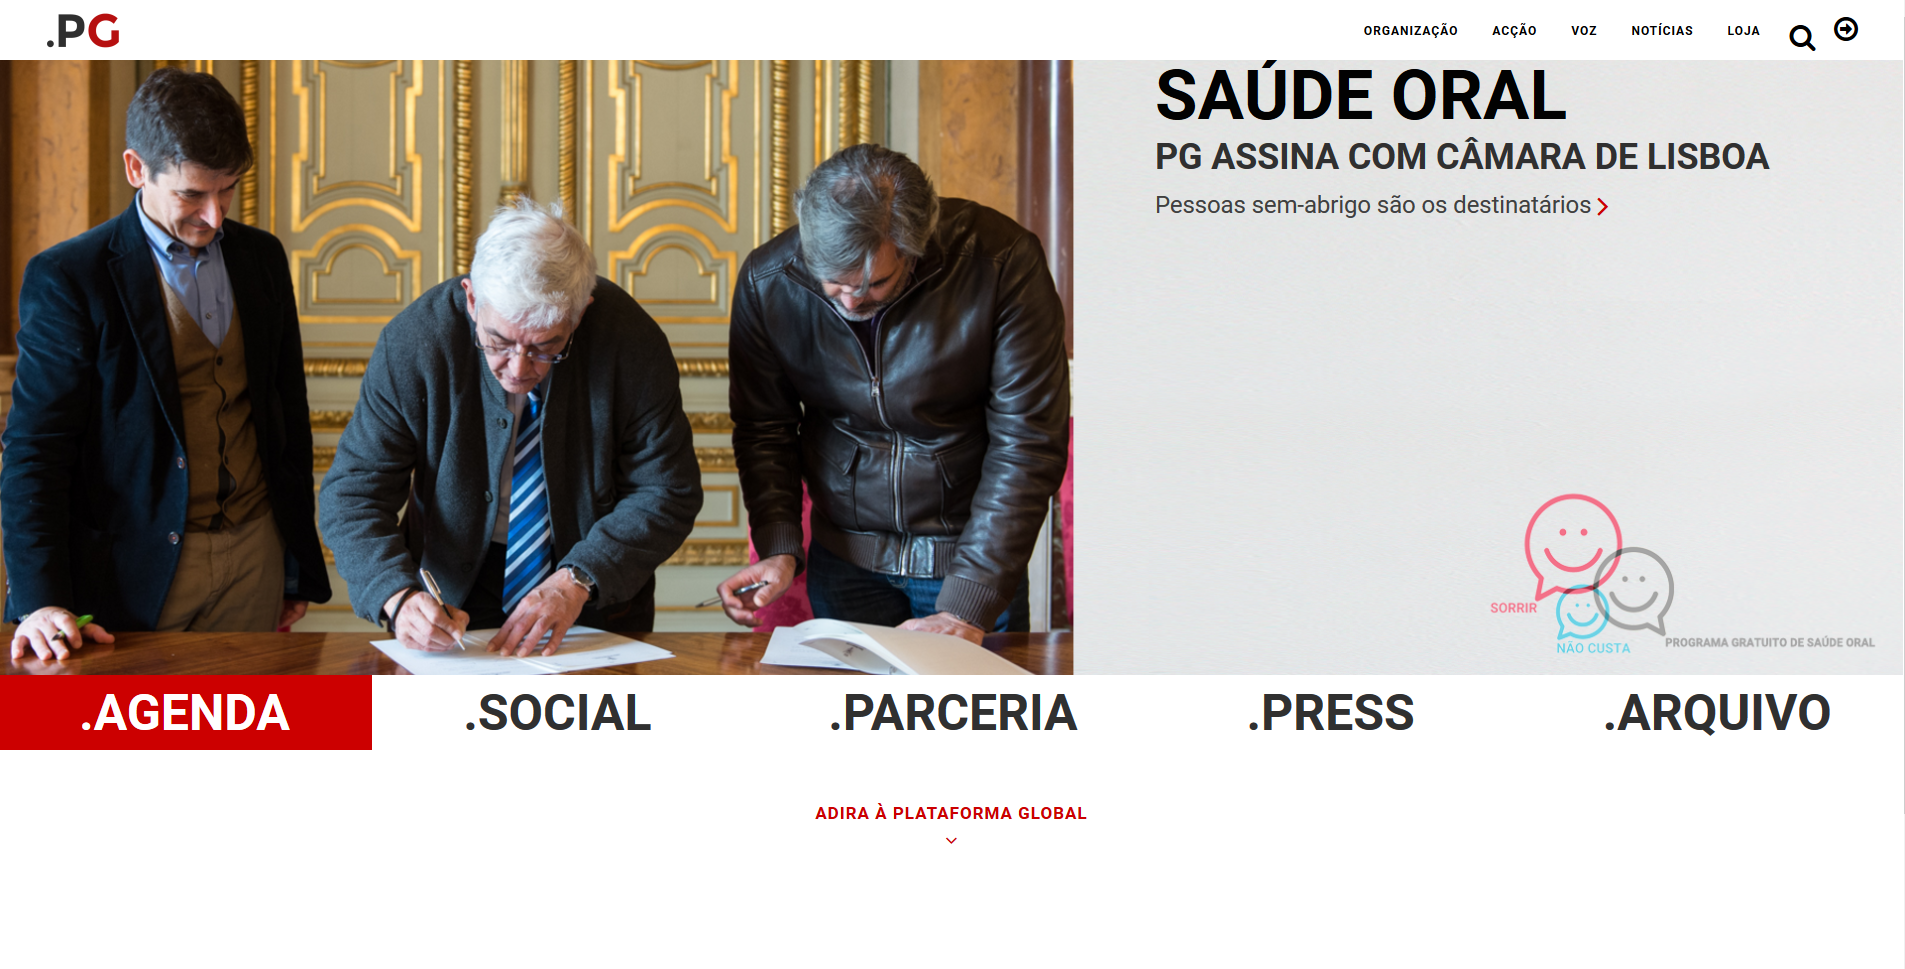 .PG
ORGANIZAÇÃO ACÇÃO VOZ NOTÍCIAS LOJA
SAÚDE ORAL
PG ASSINA COM CÂMARA DE LISBOA
Pessoas sem-abrigo são os destinatários
SORRIR
NÃO CUSTA
PROGRAMA GRATUITO DE SAÚDE ORAL
.AGENDA .SOCIAL .PARCERIA .PRESS .ARQUIVO
ADIRA À PLATAFORMA GLOBAL